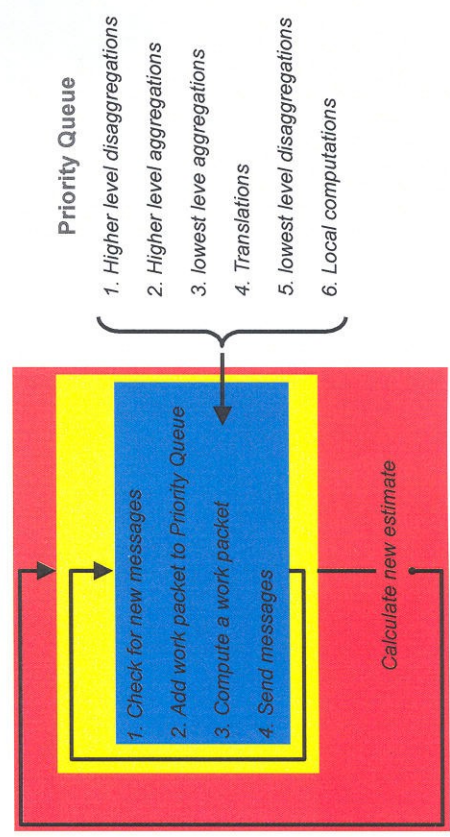 Priority Queue
1. Higher level disaggregations
2. Higher level aggregations
3. lowest leve aggregations
4. Translations
5. lowest level disaggregations
6. Local computations
1. Check for new messages
2. Add work packet to Priority Queue
3. Compute a work packet
4. Send messages
Calculate new estimate